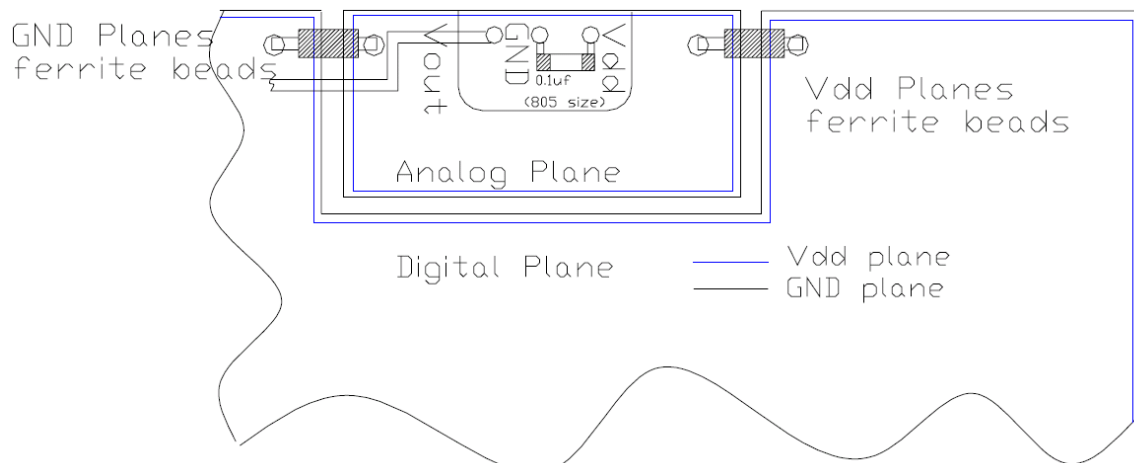 GND Planes
ferrite beads
Vout
GND
Vdd
0.1uf
(805 size)
Vdd Planes
ferrite beads
Analog Plane
Digital Plane
Vdd plane
GND plane